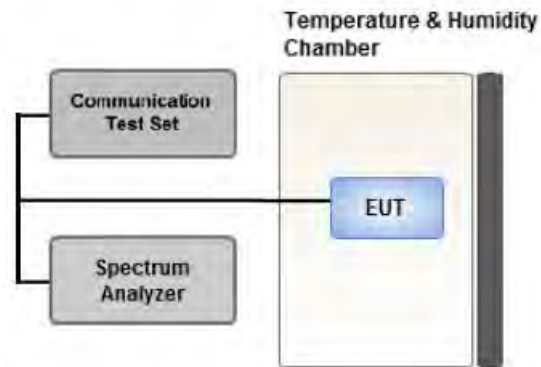 Temperature & Humidity
Chamber
Communication
Test Set
EUT
Spectrum
Analyzer